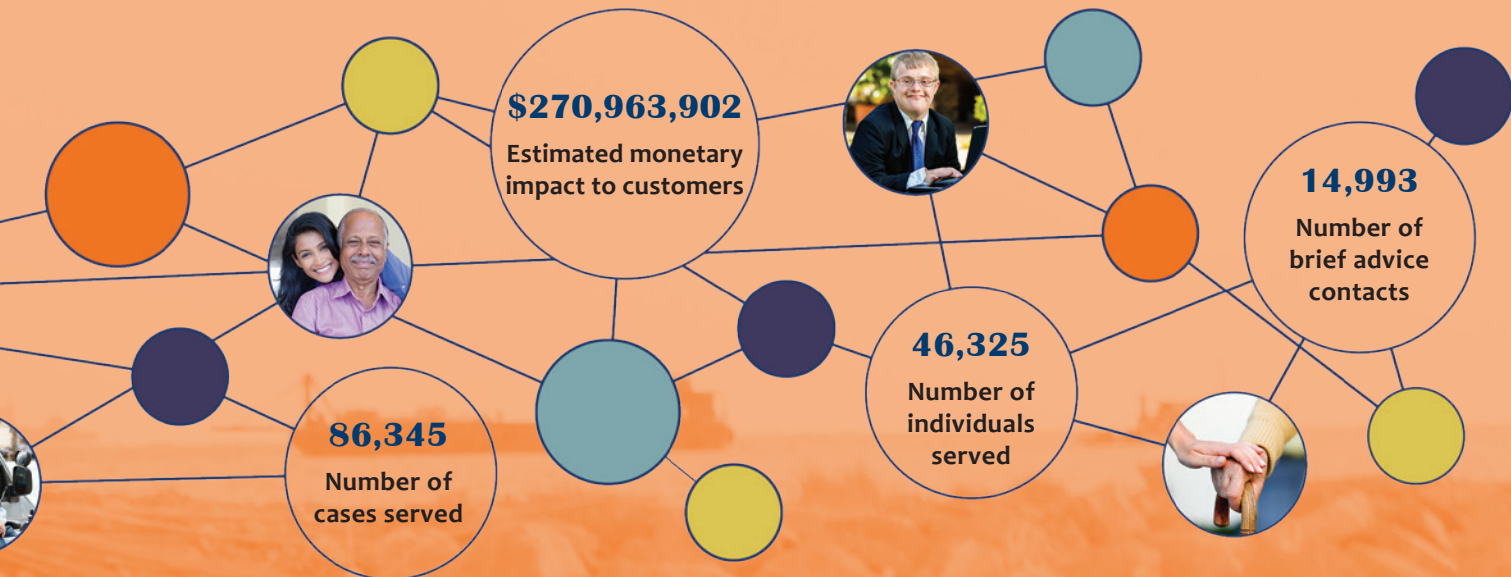 $270,963,902
Estimated monetary
impact to customers
14,993
Number of
brief advice
contacts
46,325
Number of
individuals
served
86,345
Number of
cases served